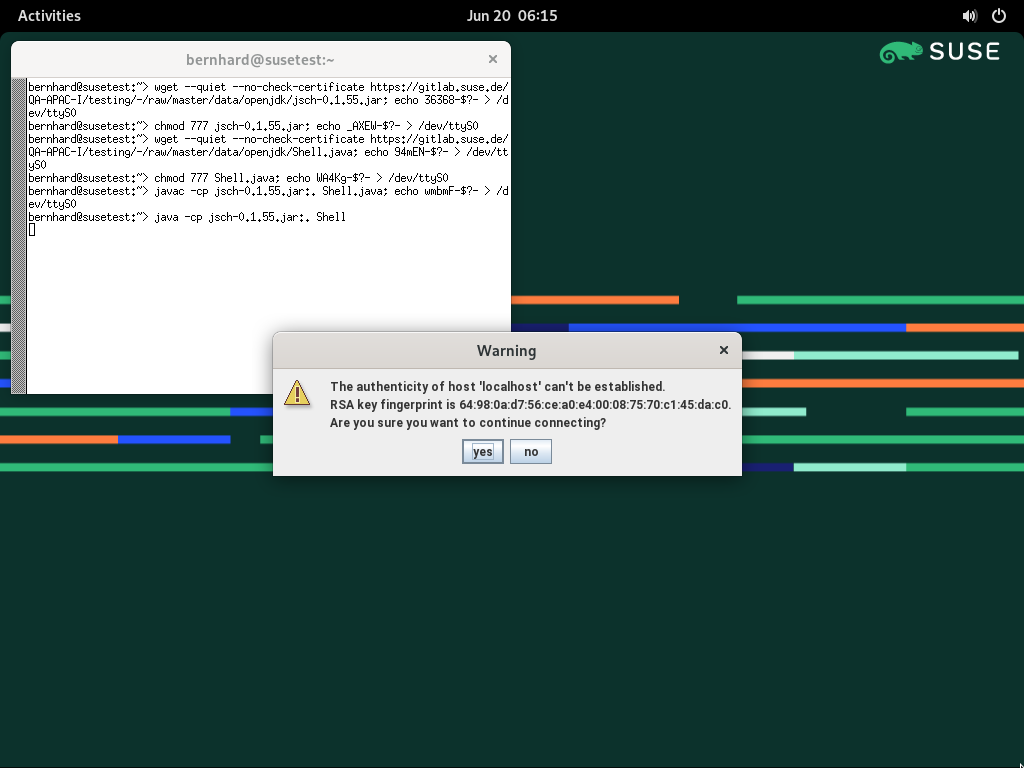 Activities
Jun 20 06:15
SUSE
bernhard@susetest:~
bernhard@susetest:~> wget --quiet --no-check-certificate https://gitlab.suse.de/
QA-APAC-I/testing/-/raw/master/data/openjdk/jsch-0.1.55.jar; echo 36368-$?- > /d
ev/ttyS0
bernhard@susetest:~> chmod 777 jsch-0.1.55.jar; echo _AXEW-$?- > /dev/ttyS0
bernhard@susetest:~> wget --quiet --no-check-certificate https://gitlab.suse.de/
QA-APAC-I/testing/-/raw/master/data/openjdk/Shell.java; echo 94mEN-$?- > /dev/tt
yS0
bernhard@susetest:~> chmod 777 Shell.java; echo WA4Kg-$?- > /dev/ttyS0
bernhard@susetest:~> javac -cp jsch-0.1.55.jar:. Shell.java; echo wmbmF-$?- > /d
ev/ttyS0
bernhard@susetest:~> java -cp jsch-0.1.55.jar:. Shell
Warning
The authenticity of host 'localhost' can't be established.
RSA key fingerprint is 64:98:0a:d7:56:ce:a0:e4:00:08:75:70:c1:45:da:c0.
Are you sure you want to continue connecting?
yes
no